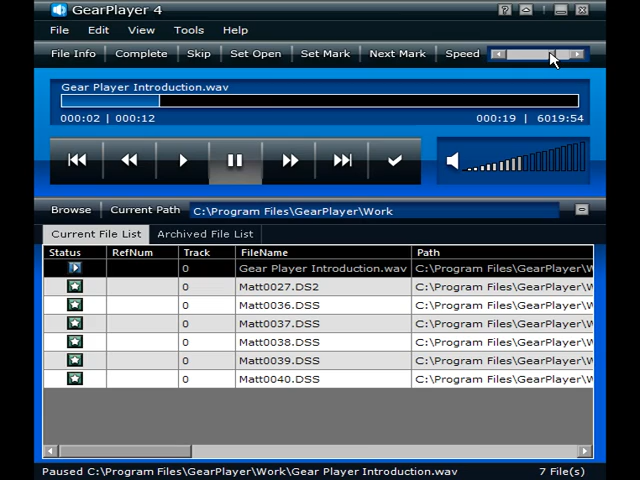 GearPlayer 4
File Edit View Tools Help
File Info Complete Skip Set Open Set Mark Next Mark Speed
Gear Player Introduction.wav
000:02 | 000:12 000:19 | 6019:54
Browse Current Path C:\Program Files\GearPlayer\Work
Current File List Archived File List
Status RefNum Track FileName Path
0 Gear Player Introduction.wav C:\Program Files\GearPlayer\W
0 Matt0027.DS2 C:\Program Files\GearPlayer\W
0 Matt0036.DSS C:\Program Files\GearPlayer\W
0 Matt0037.DSS C:\Program Files\GearPlayer\W
0 Matt0038.DSS C:\Program Files\GearPlayer\W
0 Matt0039.DSS C:\Program Files\GearPlayer\W
0 Matt0040.DSS C:\Program Files\GearPlayer\W
Paused C:\Program Files\GearPlayer\Work\Gear Player Introduction.wav 7 File(s)